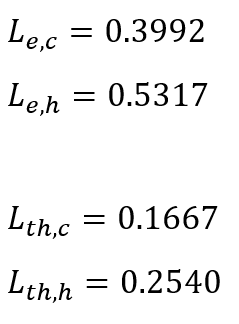 L_{e,c} = 0.3992
L_{e,h} = 0.5317
L_{th,c} = 0.1667
L_{th,h} = 0.2540